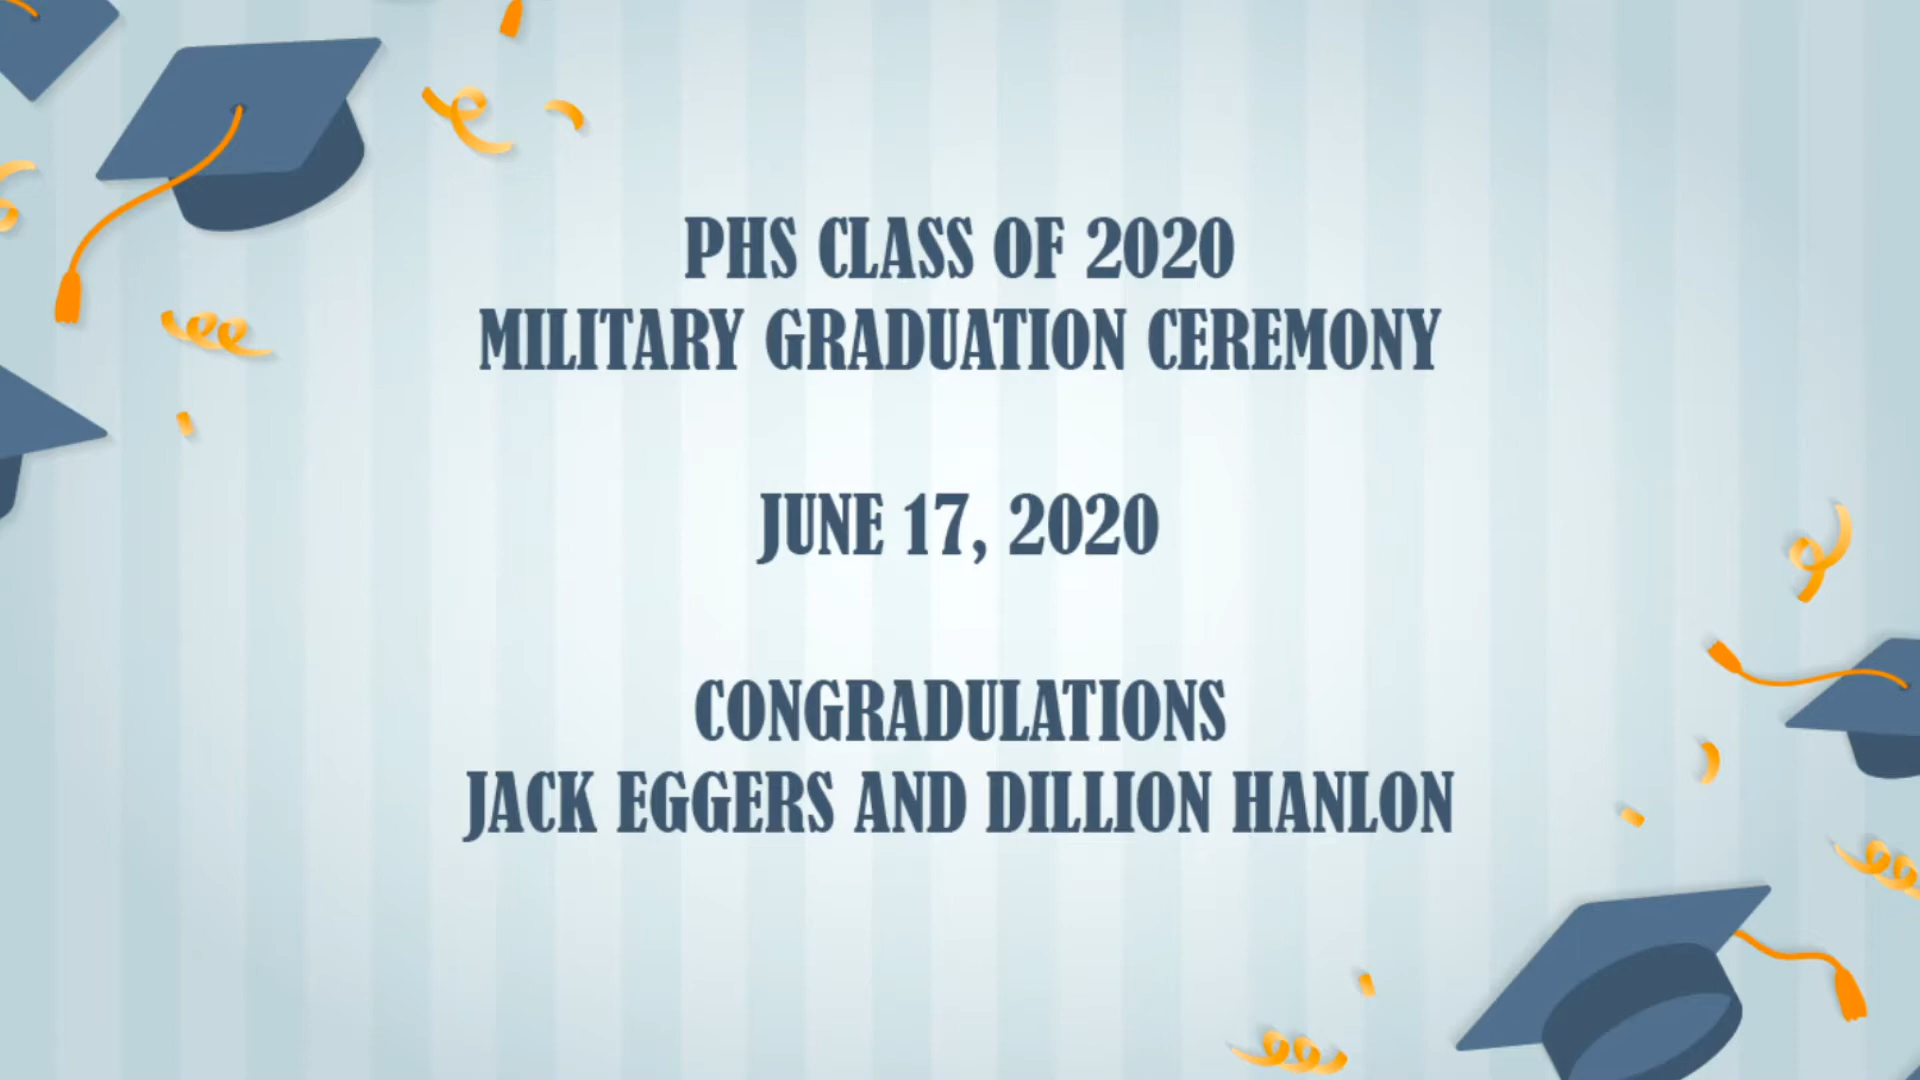 PHS CLASS OF 2020
MILITARY GRADUATION CEREMONY
JUNE 17, 2020
CONGRADULATIONS
JACK EGGERS AND DILLION HANLON